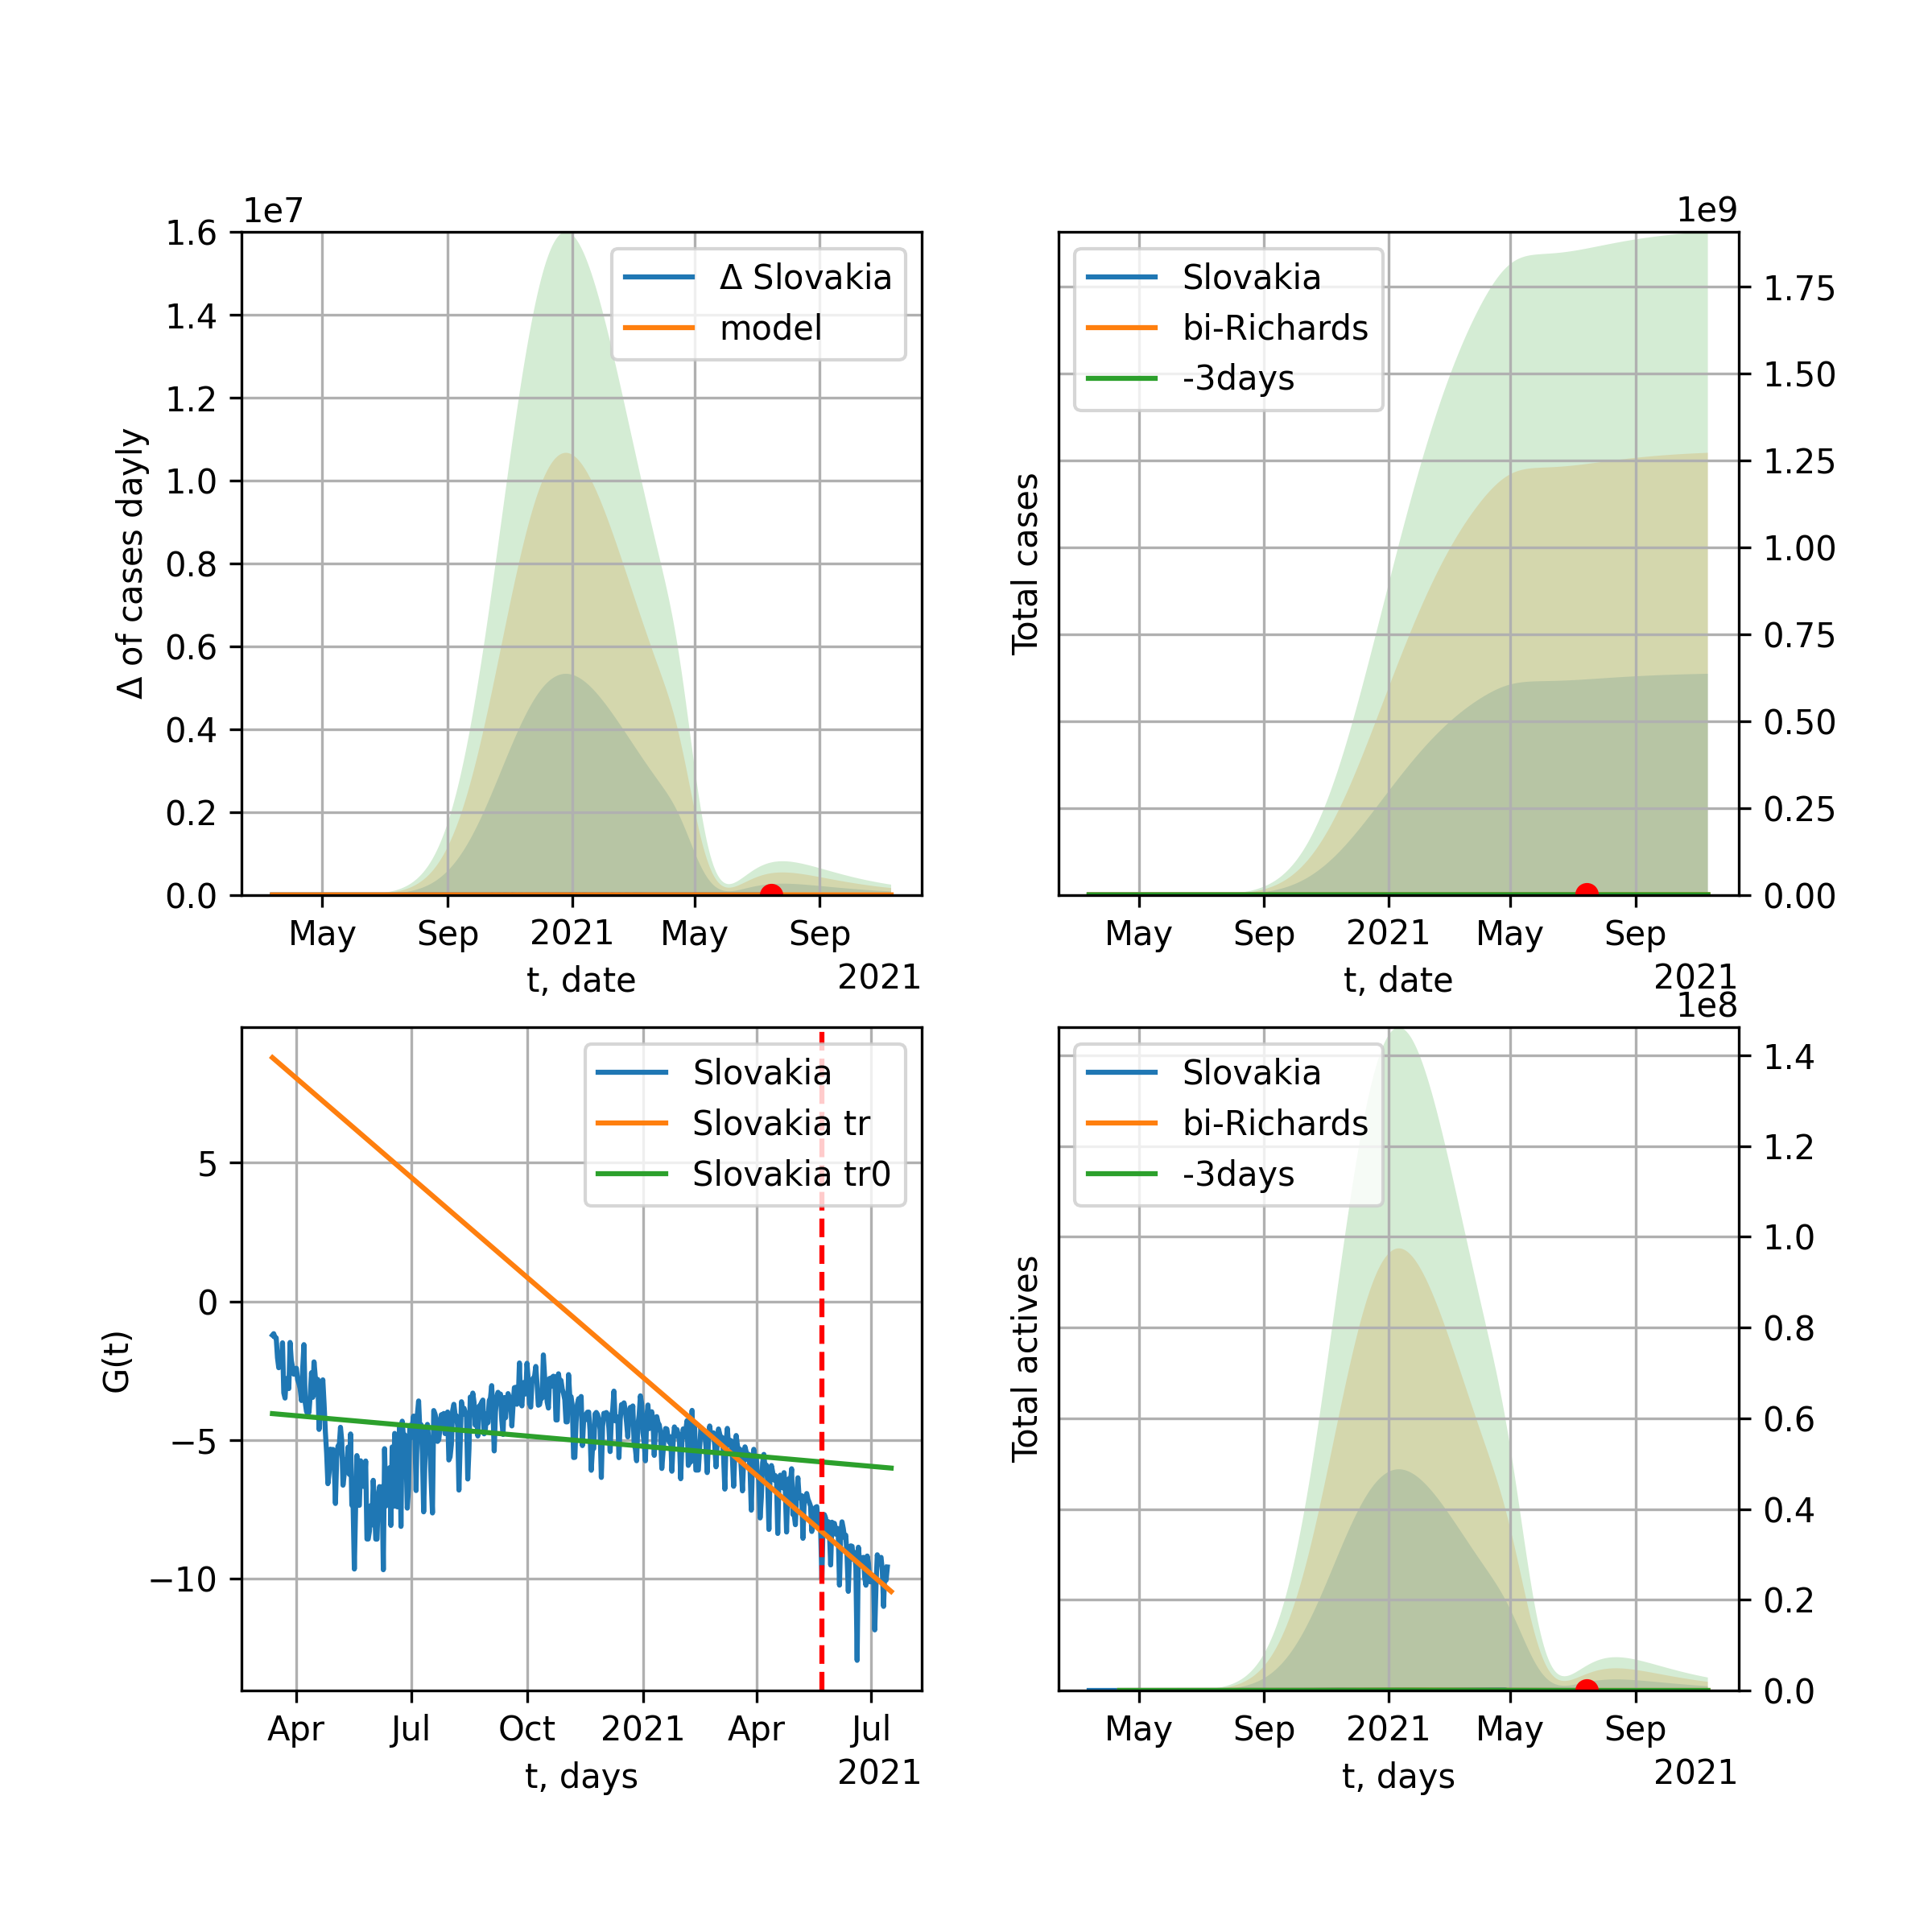 1e7
1.6
1.4
1.2
1.0
0.8
0.6
0.4
0.2
0.0
Δ of cases dayly
Δ Slovakia
model
May Sep 2021 May Sep
t, date
2021
1e9
Slovakia
bi-Richards
-3days
Total cases
1.75
1.50
1.25
1.00
0.75
0.50
0.25
0.00
May Sep 2021 May Sep
t, date
2021
5
0
−5
−10
G(t)
Slovakia
Slovakia tr
Slovakia tr0
Apr Jul Oct 2021 Apr Jul
t, days
2021
1e8
Slovakia
bi-Richards
-3days
Total actives
1.4
1.2
1.0
0.8
0.6
0.4
0.2
0.0
May Sep 2021 May Sep
t, days
2021